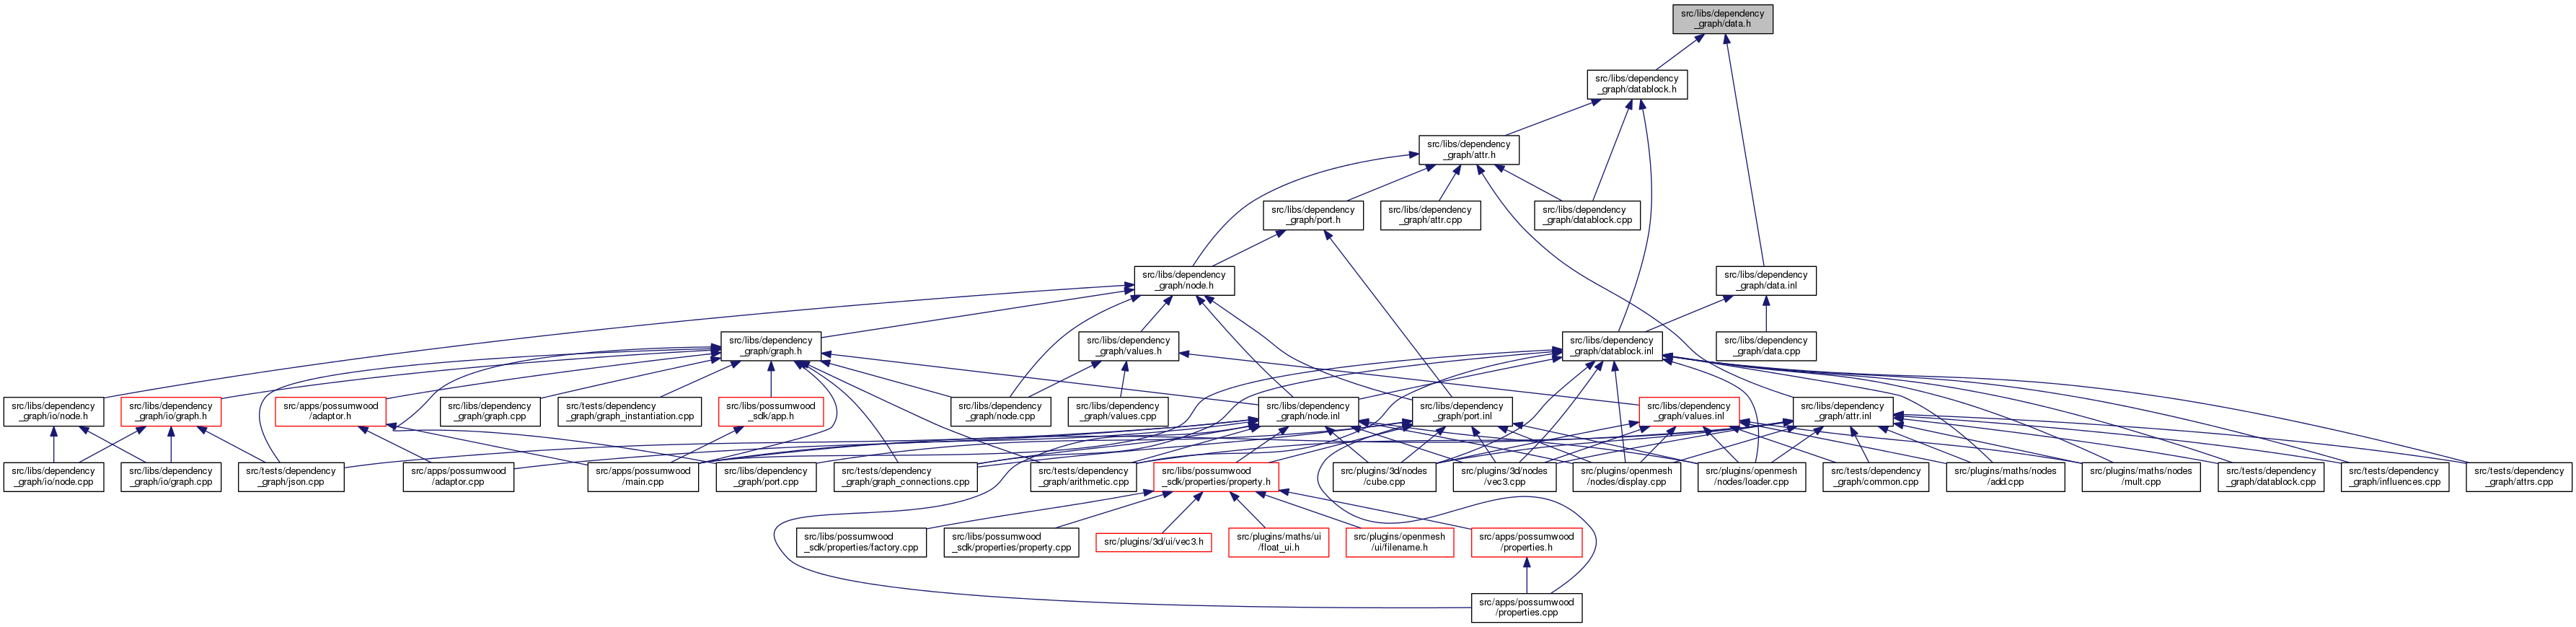 src/libs/dependency
_graph/data.h
src/libs/dependency
_graph/datablock.h
src/libs/dependency
_graph/attr.h
src/libs/dependency
_graph/port.h
src/libs/dependency
_graph/attr.cpp
src/libs/dependency
_graph/datablock.cpp
src/libs/dependency
_graph/node.h
src/libs/dependency
_graph/data.inl
src/libs/dependency
_graph/graph.h
src/libs/dependency
_graph/values.h
src/libs/dependency
_graph/datablock.inl
src/libs/dependency
_graph/data.cpp
src/libs/dependency
_graph/io/node.h
src/libs/dependency
_graph/io/graph.h
src/apps/possumwood
/adaptor.h
src/libs/dependency
_graph/graph.cpp
src/tests/dependency
_graph/graph_instantiation.cpp
src/libs/possumwood
_sdk/app.h
src/libs/dependency
_graph/node.cpp
src/libs/dependency
_graph/values.cpp
src/libs/dependency
_graph/node.inl
src/libs/dependency
_graph/port.inl
src/libs/dependency
_graph/values.inl
src/libs/dependency
_graph/attr.inl
src/libs/dependency
_graph/io/node.cpp
src/libs/dependency
_graph/io/graph.cpp
src/tests/dependency
_graph/json.cpp
src/apps/possumwood
/adaptor.cpp
src/apps/possumwood
/main.cpp
src/libs/dependency
_graph/port.cpp
src/tests/dependency
_graph/graph_connections.cpp
src/tests/dependency
_graph/arithmetic.cpp
src/libs/possumwood
_sdk/properties/property.h
src/plugins/3d/nodes
/cube.cpp
src/plugins/3d/nodes
/vec3.cpp
src/plugins/openmesh
/nodes/display.cpp
src/plugins/openmesh
/nodes/loader.cpp
src/tests/dependency
_graph/common.cpp
src/plugins/maths/nodes
/add.cpp
src/plugins/maths/nodes
/mult.cpp
src/tests/dependency
_graph/datablock.cpp
src/tests/dependency
_graph/influences.cpp
src/tests/dependency
_graph/attrs.cpp
src/libs/possumwood
_sdk/properties/factory.cpp
src/libs/possumwood
_sdk/properties/property.cpp
src/plugins/3d/ui/vec3.h
src/plugins/maths/ui
/float_ui.h
src/plugins/openmesh
/ui/filename.h
src/apps/possumwood
/properties.h
src/apps/possumwood
/properties.cpp